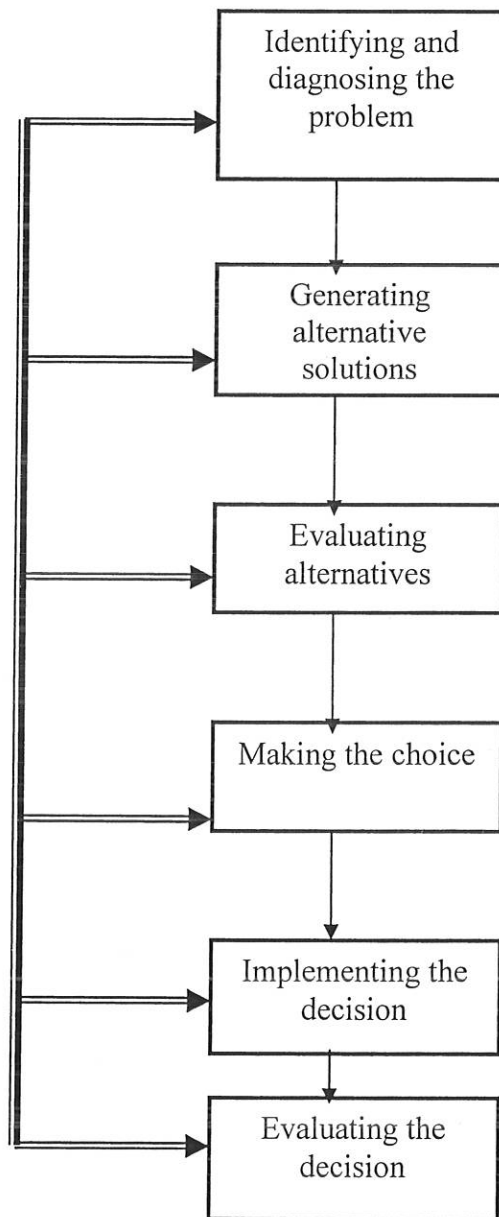 Identifying and
diagnosing the
problem
Generating
alternative
solutions
Evaluating
alternatives
Making the choice
Implementing the
decision
Evaluating the
decision